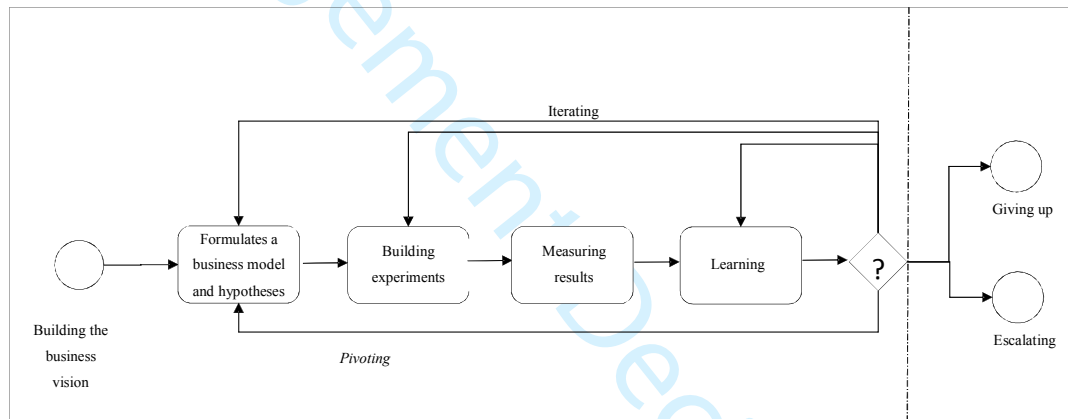 Iterating
Giving up
Formulates a
business model
and hypotheses
Building
experiments
Measuring
results
Learning
?
Building the
business
vision
Escalating
Pivoting